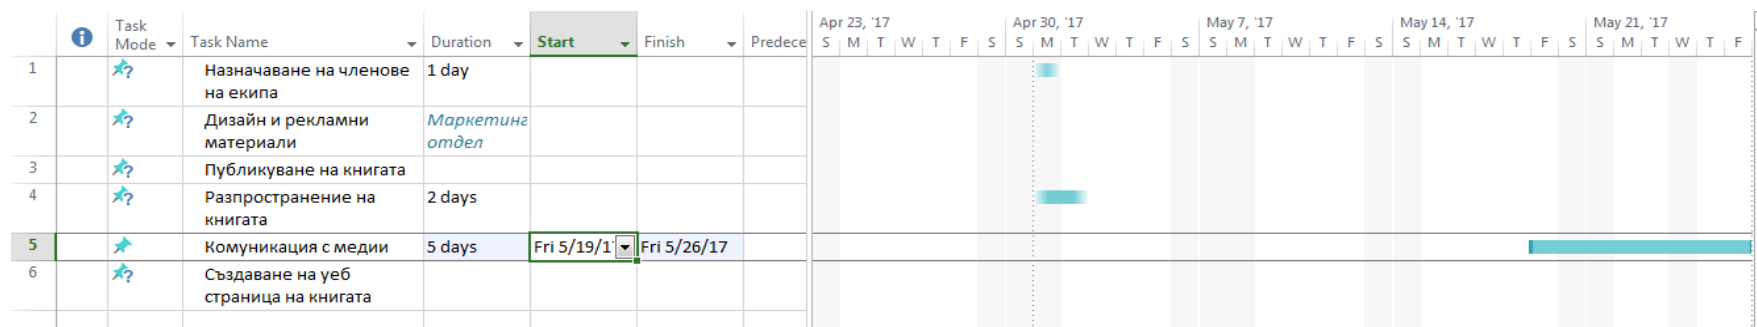 Task Mode Task Name Duration Start Finish Predece
Apr 23, '17 Apr 30, '17 May 7, '17 May 14, '17 May 21, '17
S M T W T F S S M T W T F S S M T W T F S S M T W T F S S M T W T F
1 ? Назначаване на членове 1 day
на екипа
2 ? Дизайн и рекламни Маркетинг
материали отдел
3 ? Публикуване на книгата
4 ? Разпространение на 2 days
книгата
5 Комуникация с медии 5 days Fri 5/19/1 Fri 5/26/17
6 ? Създаване на уеб
страница на книгата